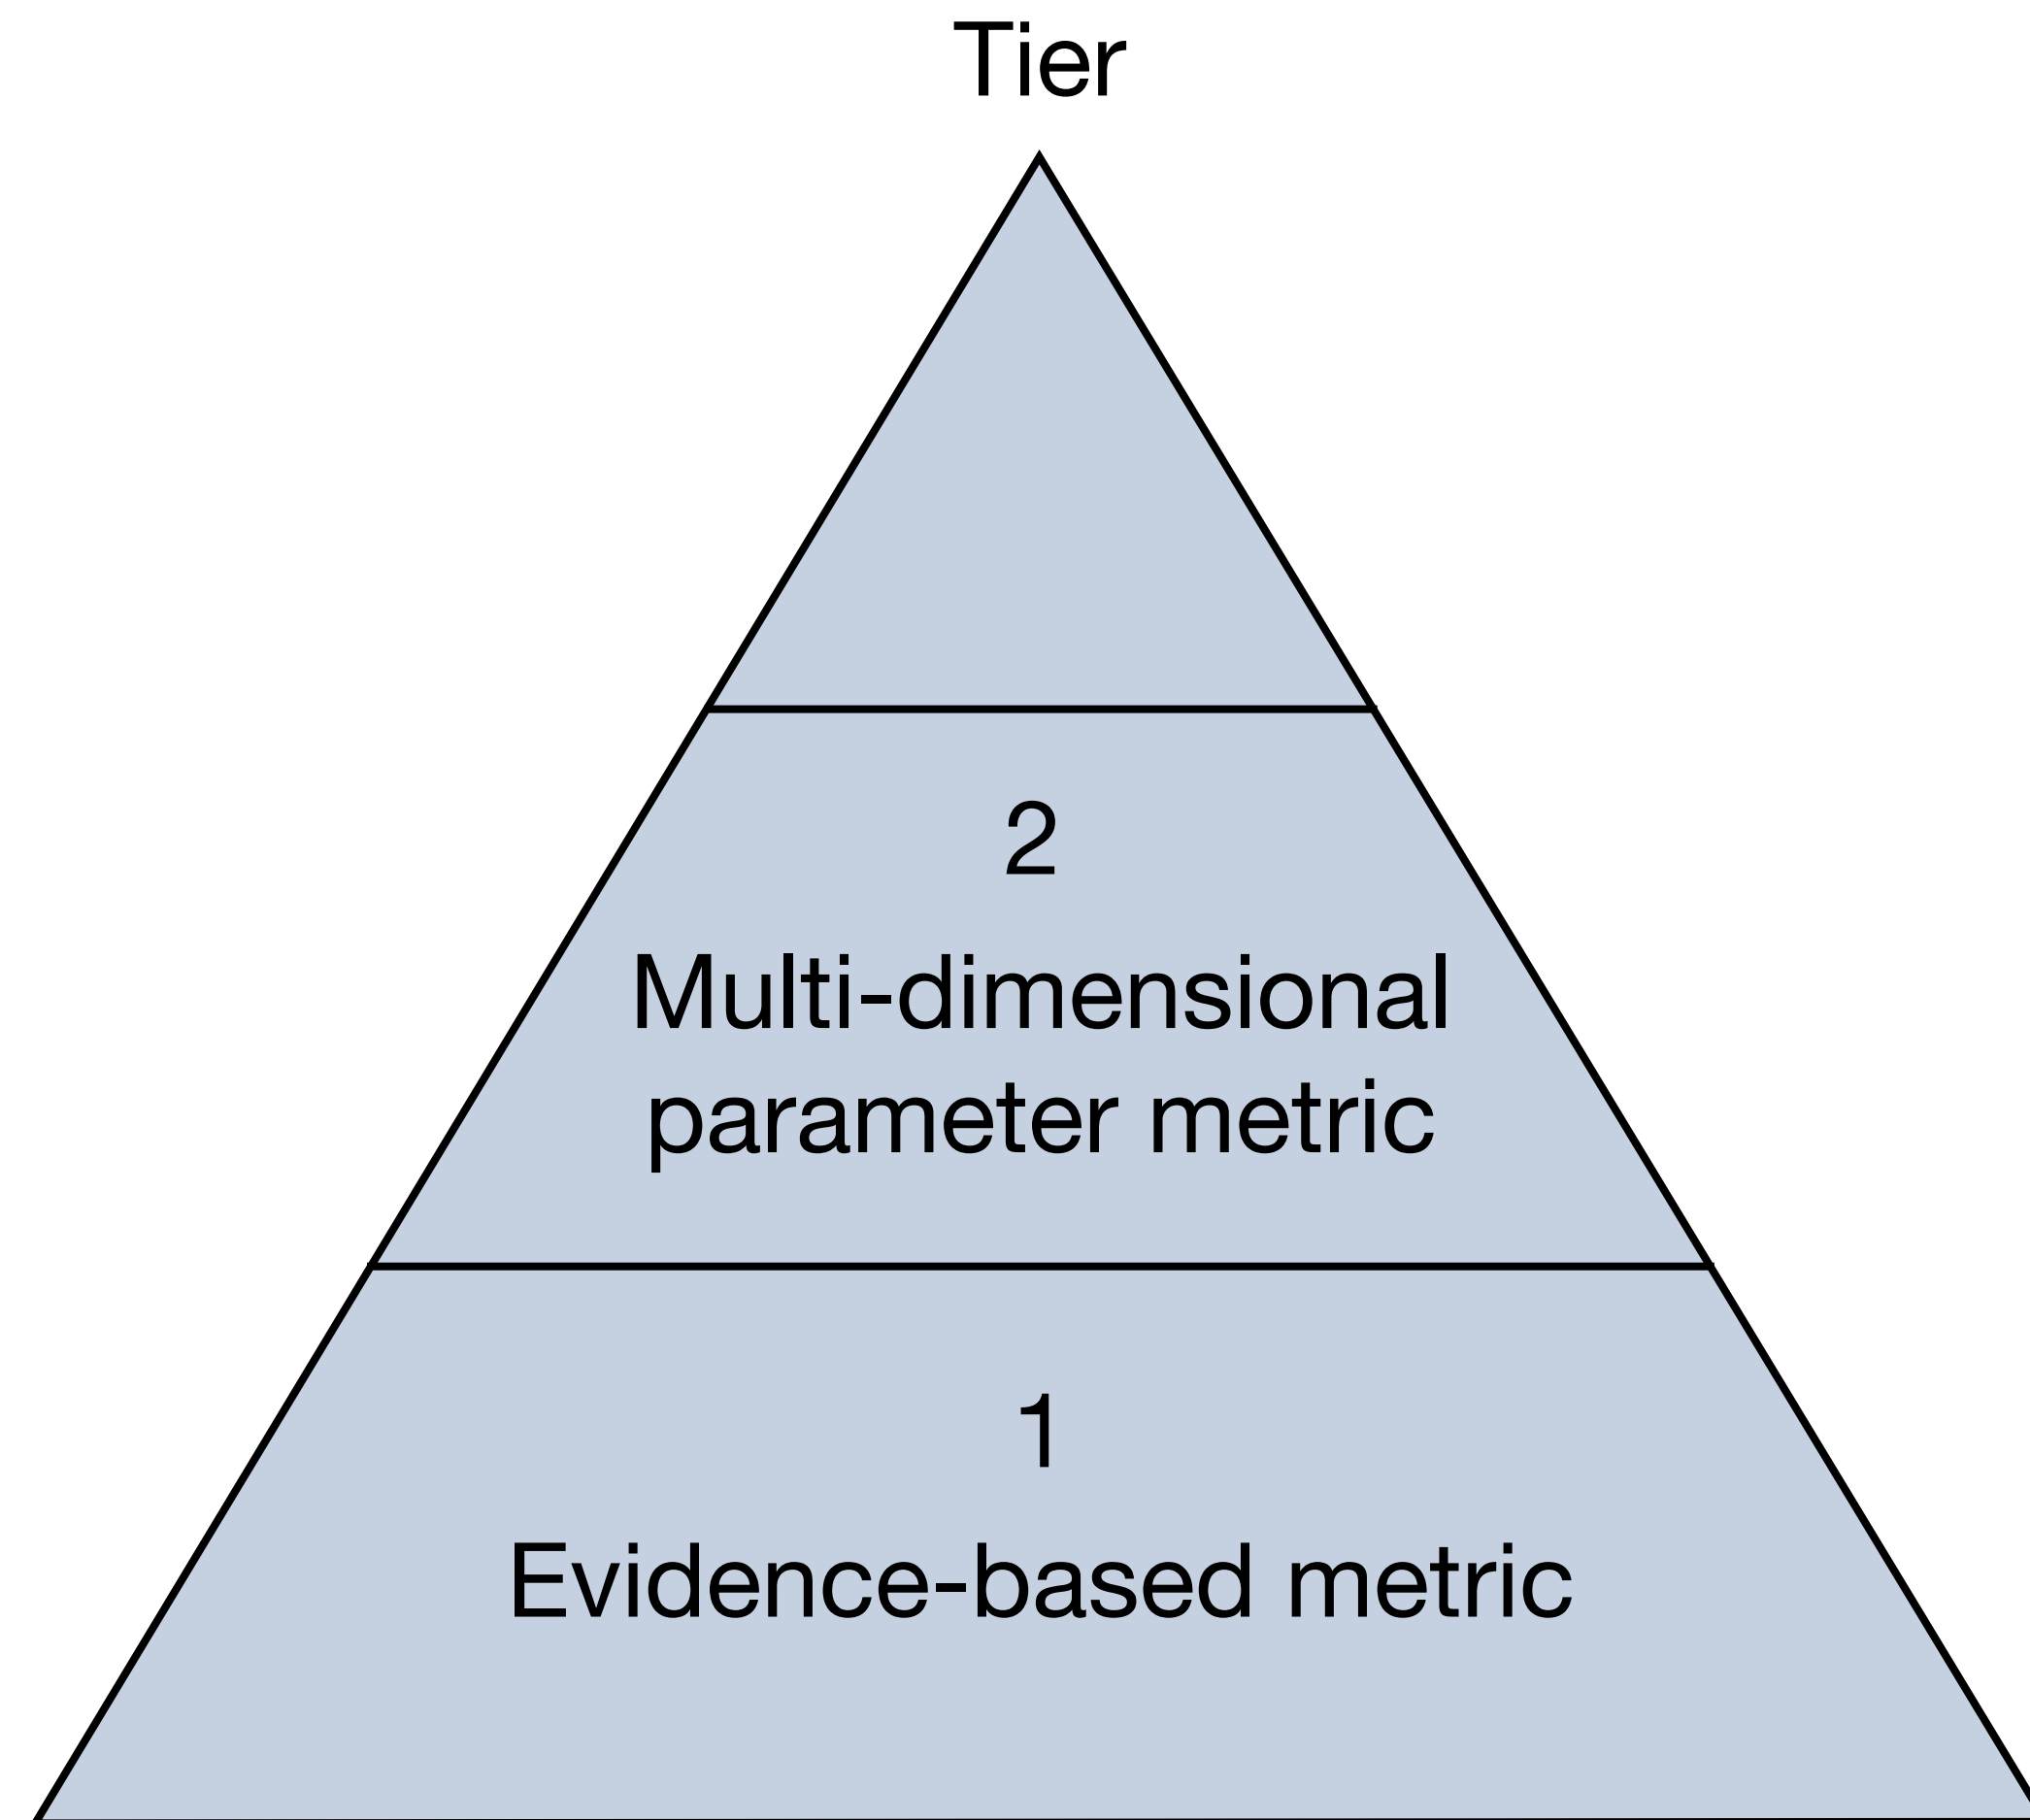 Tier
2
Multi-dimensional
parameter metric
1
Evidence-based metric